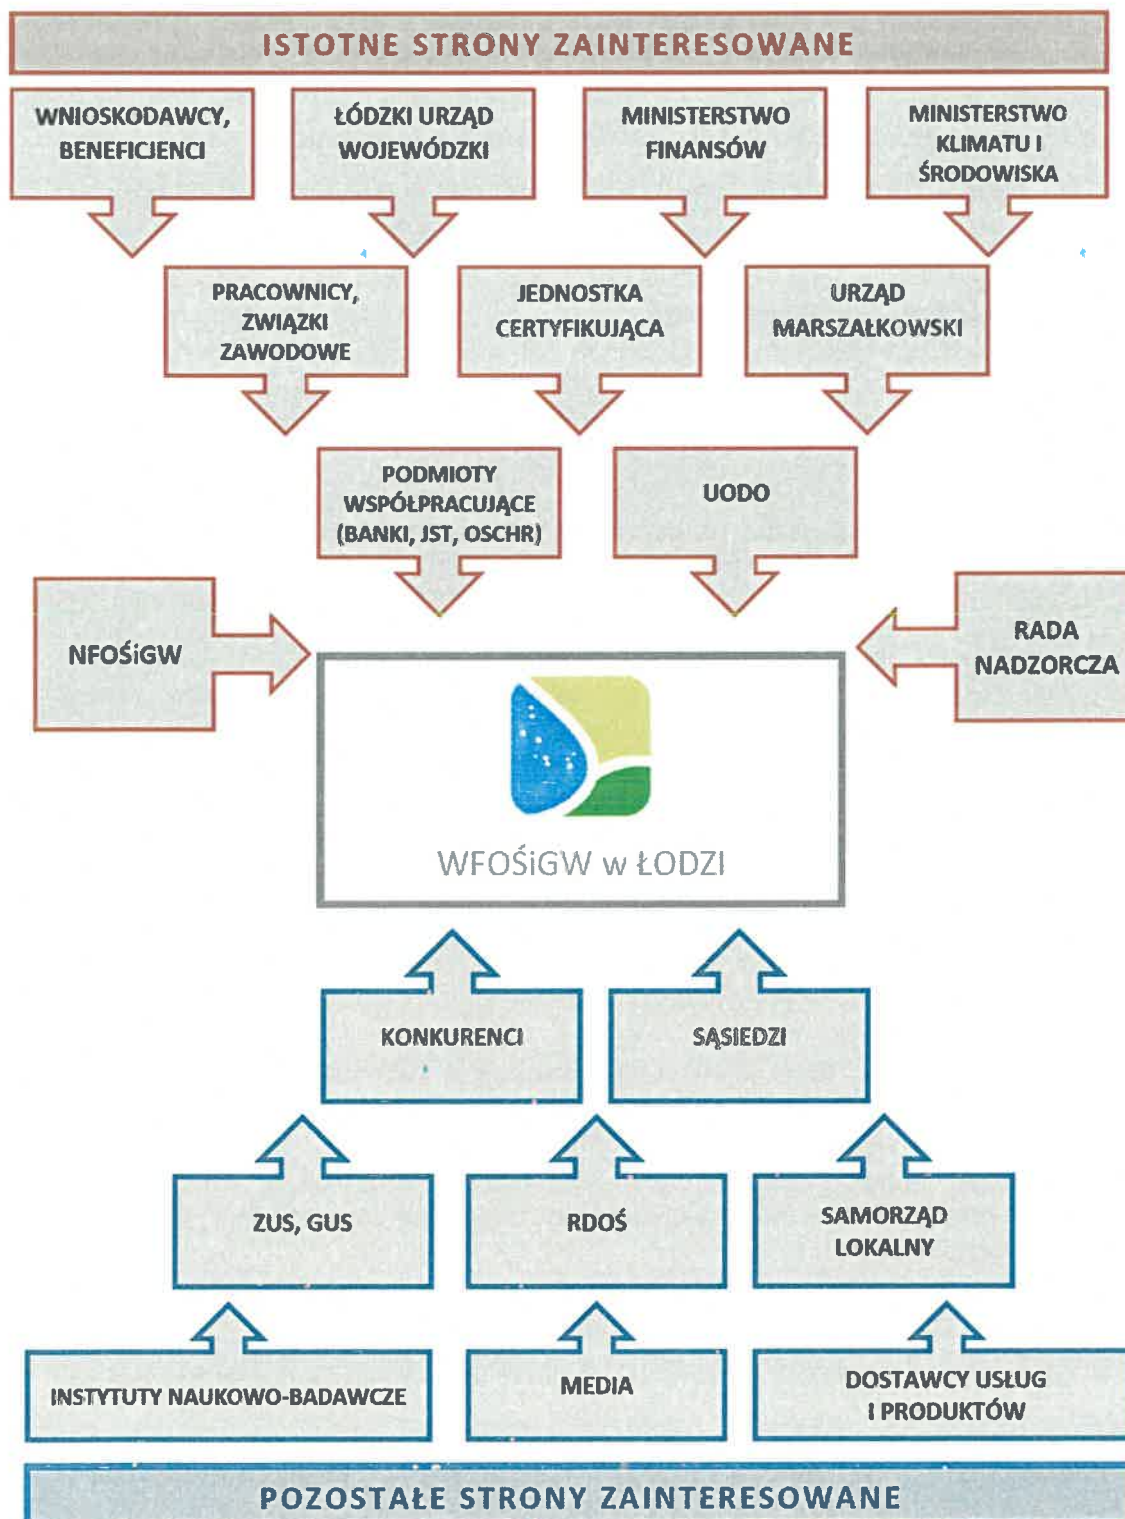 ISTOTNE STRONY ZAINTERESOWANE
WNIOSKODAWCY,
BENEFICJENCI
ŁÓDZKI URZĄD
WOJEWÓDZKI
MINISTERSTWO
FINANSÓW
MINISTERSTWO
KLIMATU I
ŚRODOWISKA
PRACOWNICY,
ZWIĄZKI
ZAWODOWE
JEDNOSTKA
CERTYFIKUJĄCA
URZĄD
MARSZAŁKOWSKI
PODMIOTY
WSPÓŁPRACUJĄCE
(BANKI, JST, OSCHR)
UODO
NFOŚiGW
RADA
NADZORCZA
WFOŚiGW w ŁODZI
KONKURENCI
SĄSIEDZI
ZUS, GUS
RDOŚ
SAMORZĄD
LOKALNY
INSTYTUTY NAUKOWO-BADAWCZE
MEDIA
DOSTAWCY USŁUG
I PRODUKTÓW
POZOSTAŁE STRONY ZAINTERESOWANE